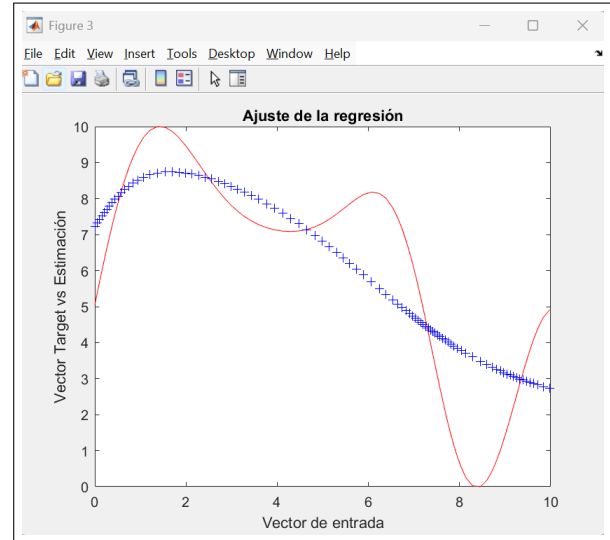 Figure 3
File Edit View Insert Tools Desktop Window Help
Ajuste de la regresión
10
9
8
7
6
5
4
3
2
1
0
Vector Target vs Estimación
0 2 4 6 8 10
Vector de entrada